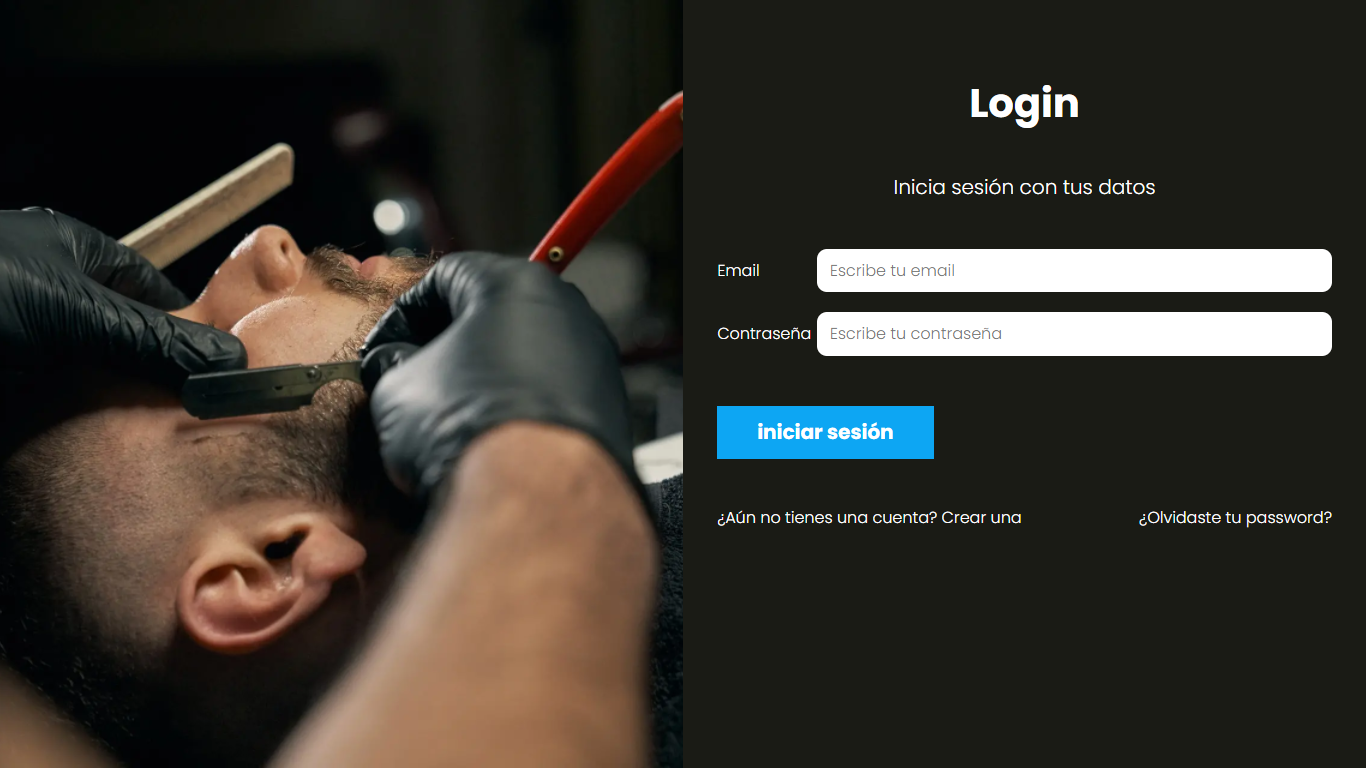 Login
Inicia sesión con tus datos
Email
Escribe tu email
Contraseña
Escribe tu contraseña
iniciar sesión
¿Aún no tienes una cuenta? Crear una
¿Olvidaste tu password?